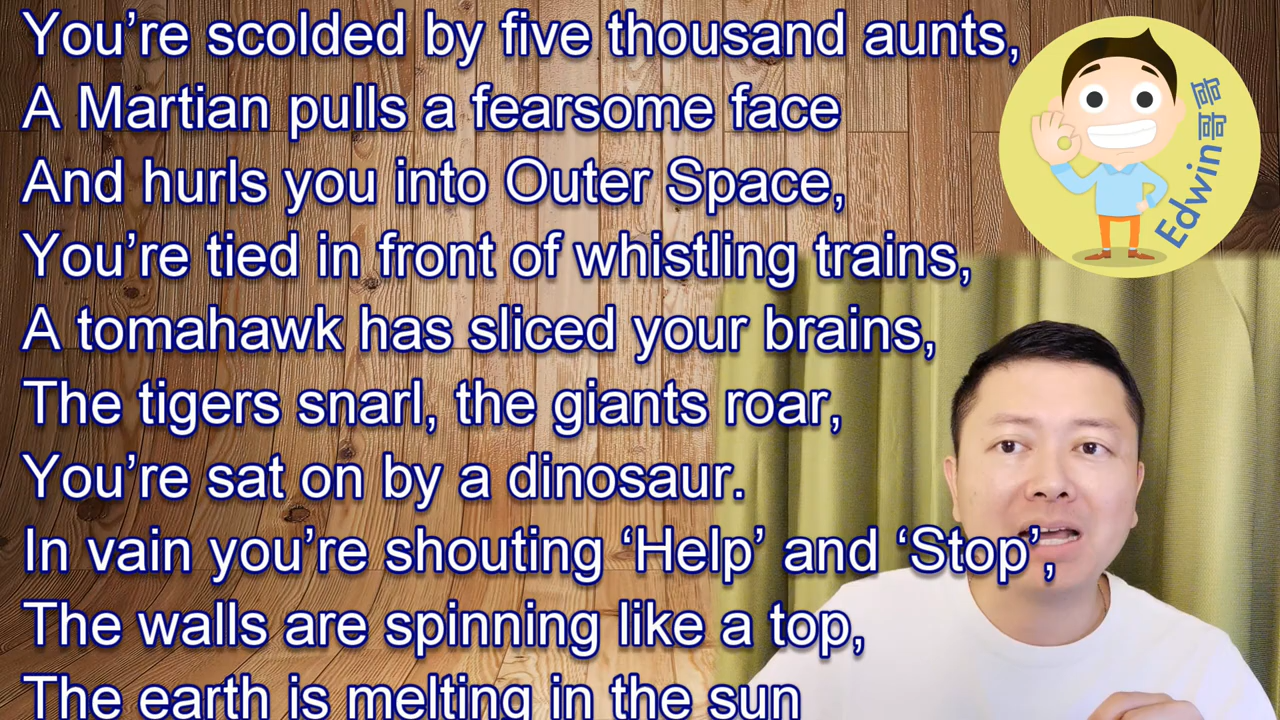 You’re scolded by five thousand aunts,
A Martian pulls a fearsome face
And hurls you into Outer Space,
You’re tied in front of whistling trains,
A tomahawk has sliced your brains,
The tigers snarl, the giants roar,
You’re sat on by a dinosaur.
In vain you’re shouting ‘Help’ and ‘Stop’,
The walls are spinning like a top,
The earth is melting in the sun
Edwin哥哥